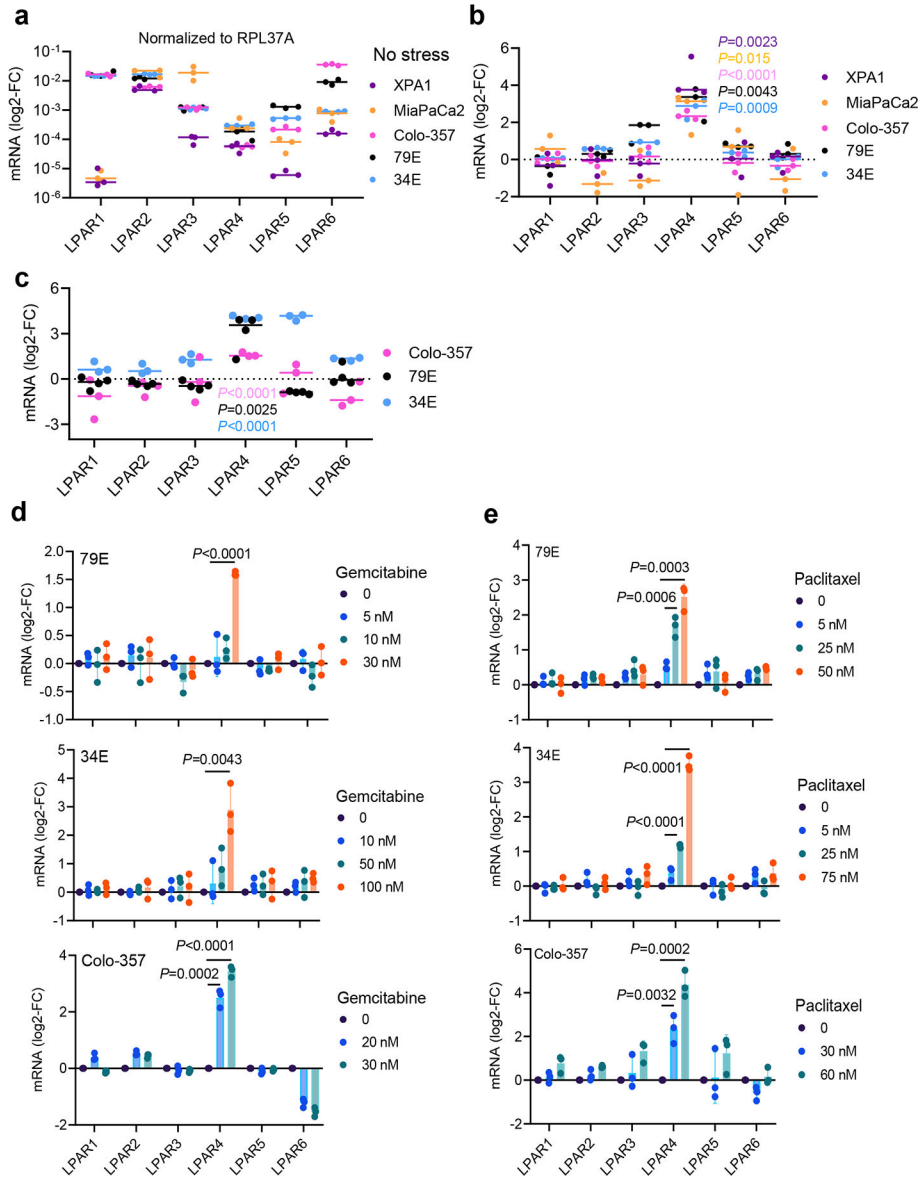 a
Normalized to RPL37A
No stress
mRNA (log2-FC)
10-1
10-2
10-3
10-4
10-5
10-6
LPAR1
LPAR2
LPAR3
LPAR4
LPAR5
LPAR6
XPA1
MiaPaCa2
Colo-357
79E
34E
b
mRNA (log2-FC)
6
4
2
0
-2
P=0.0023
P=0.015
P<0.0001
P=0.0043
P=0.0009
LPAR1
LPAR2
LPAR3
LPAR4
LPAR5
LPAR6
XPA1
MiaPaCa2
Colo-357
79E
34E
c
mRNA (log2-FC)
6
3
0
-3
P<0.0001
P=0.0025
P<0.0001
LPAR1
LPAR2
LPAR3
LPAR4
LPAR5
LPAR6
Colo-357
79E
34E
d
79E
mRNA (log2-FC)
2.0
1.5
1.0
0.5
0.0
-0.5
-1.0
P<0.0001
Gemcitabine
0
5 nM
10 nM
30 nM
34E
mRNA (log2-FC)
5
4
3
2
1
0
-1
P=0.0043
Gemcitabine
0
10 nM
50 nM
100 nM
Colo-357
mRNA (log2-FC)
4
2
0
-2
P<0.0001
P=0.0002
Gemcitabine
0
20 nM
30 nM
LPAR1
LPAR2
LPAR3
LPAR4
LPAR5
LPAR6
e
79E
mRNA (log2-FC)
4
3
2
1
0
-1
P=0.0003
P=0.0006
Paclitaxel
0
5 nM
25 nM
50 nM
34E
mRNA (log2-FC)
4
3
2
1
0
-1
P<0.0001
P<0.0001
Paclitaxel
0
5 nM
25 nM
75 nM
Colo-357
mRNA (log2-FC)
6
4
2
0
-2
P=0.0002
P=0.0032
Paclitaxel
0
30 nM
60 nM
LPAR1
LPAR2
LPAR3
LPAR4
LPAR5
LPAR6